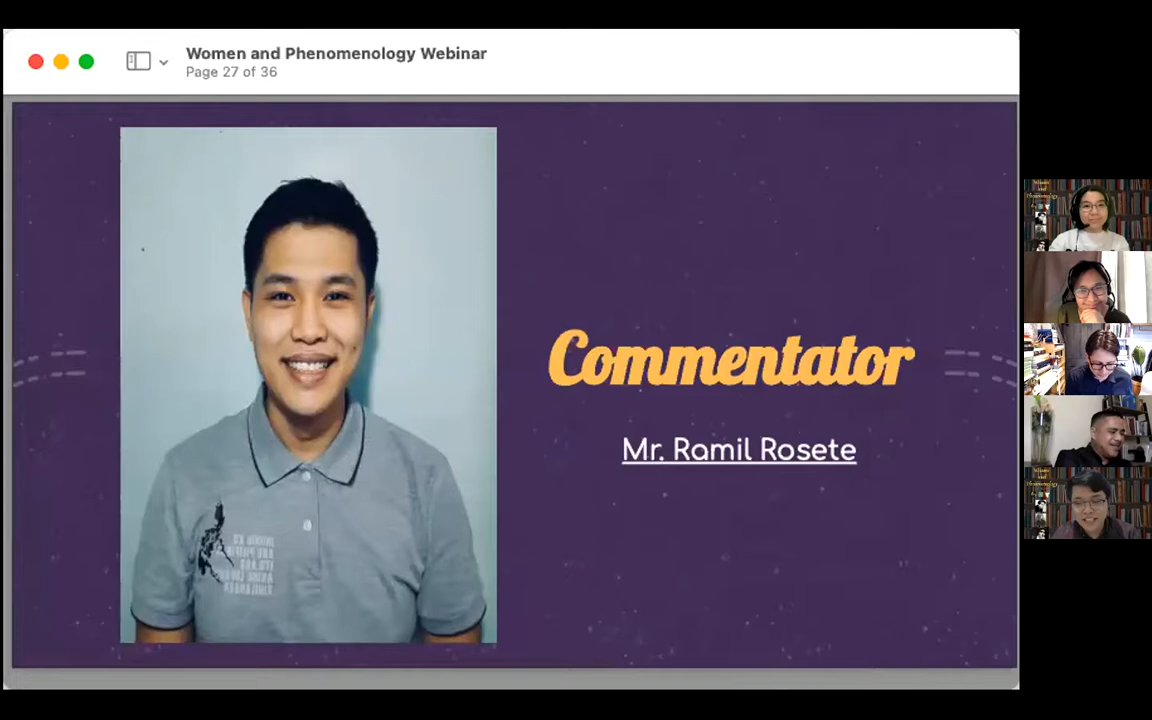 Women and Phenomenology Webinar
Page 27 of 36
Commentator
Mr. Ramil Rosete